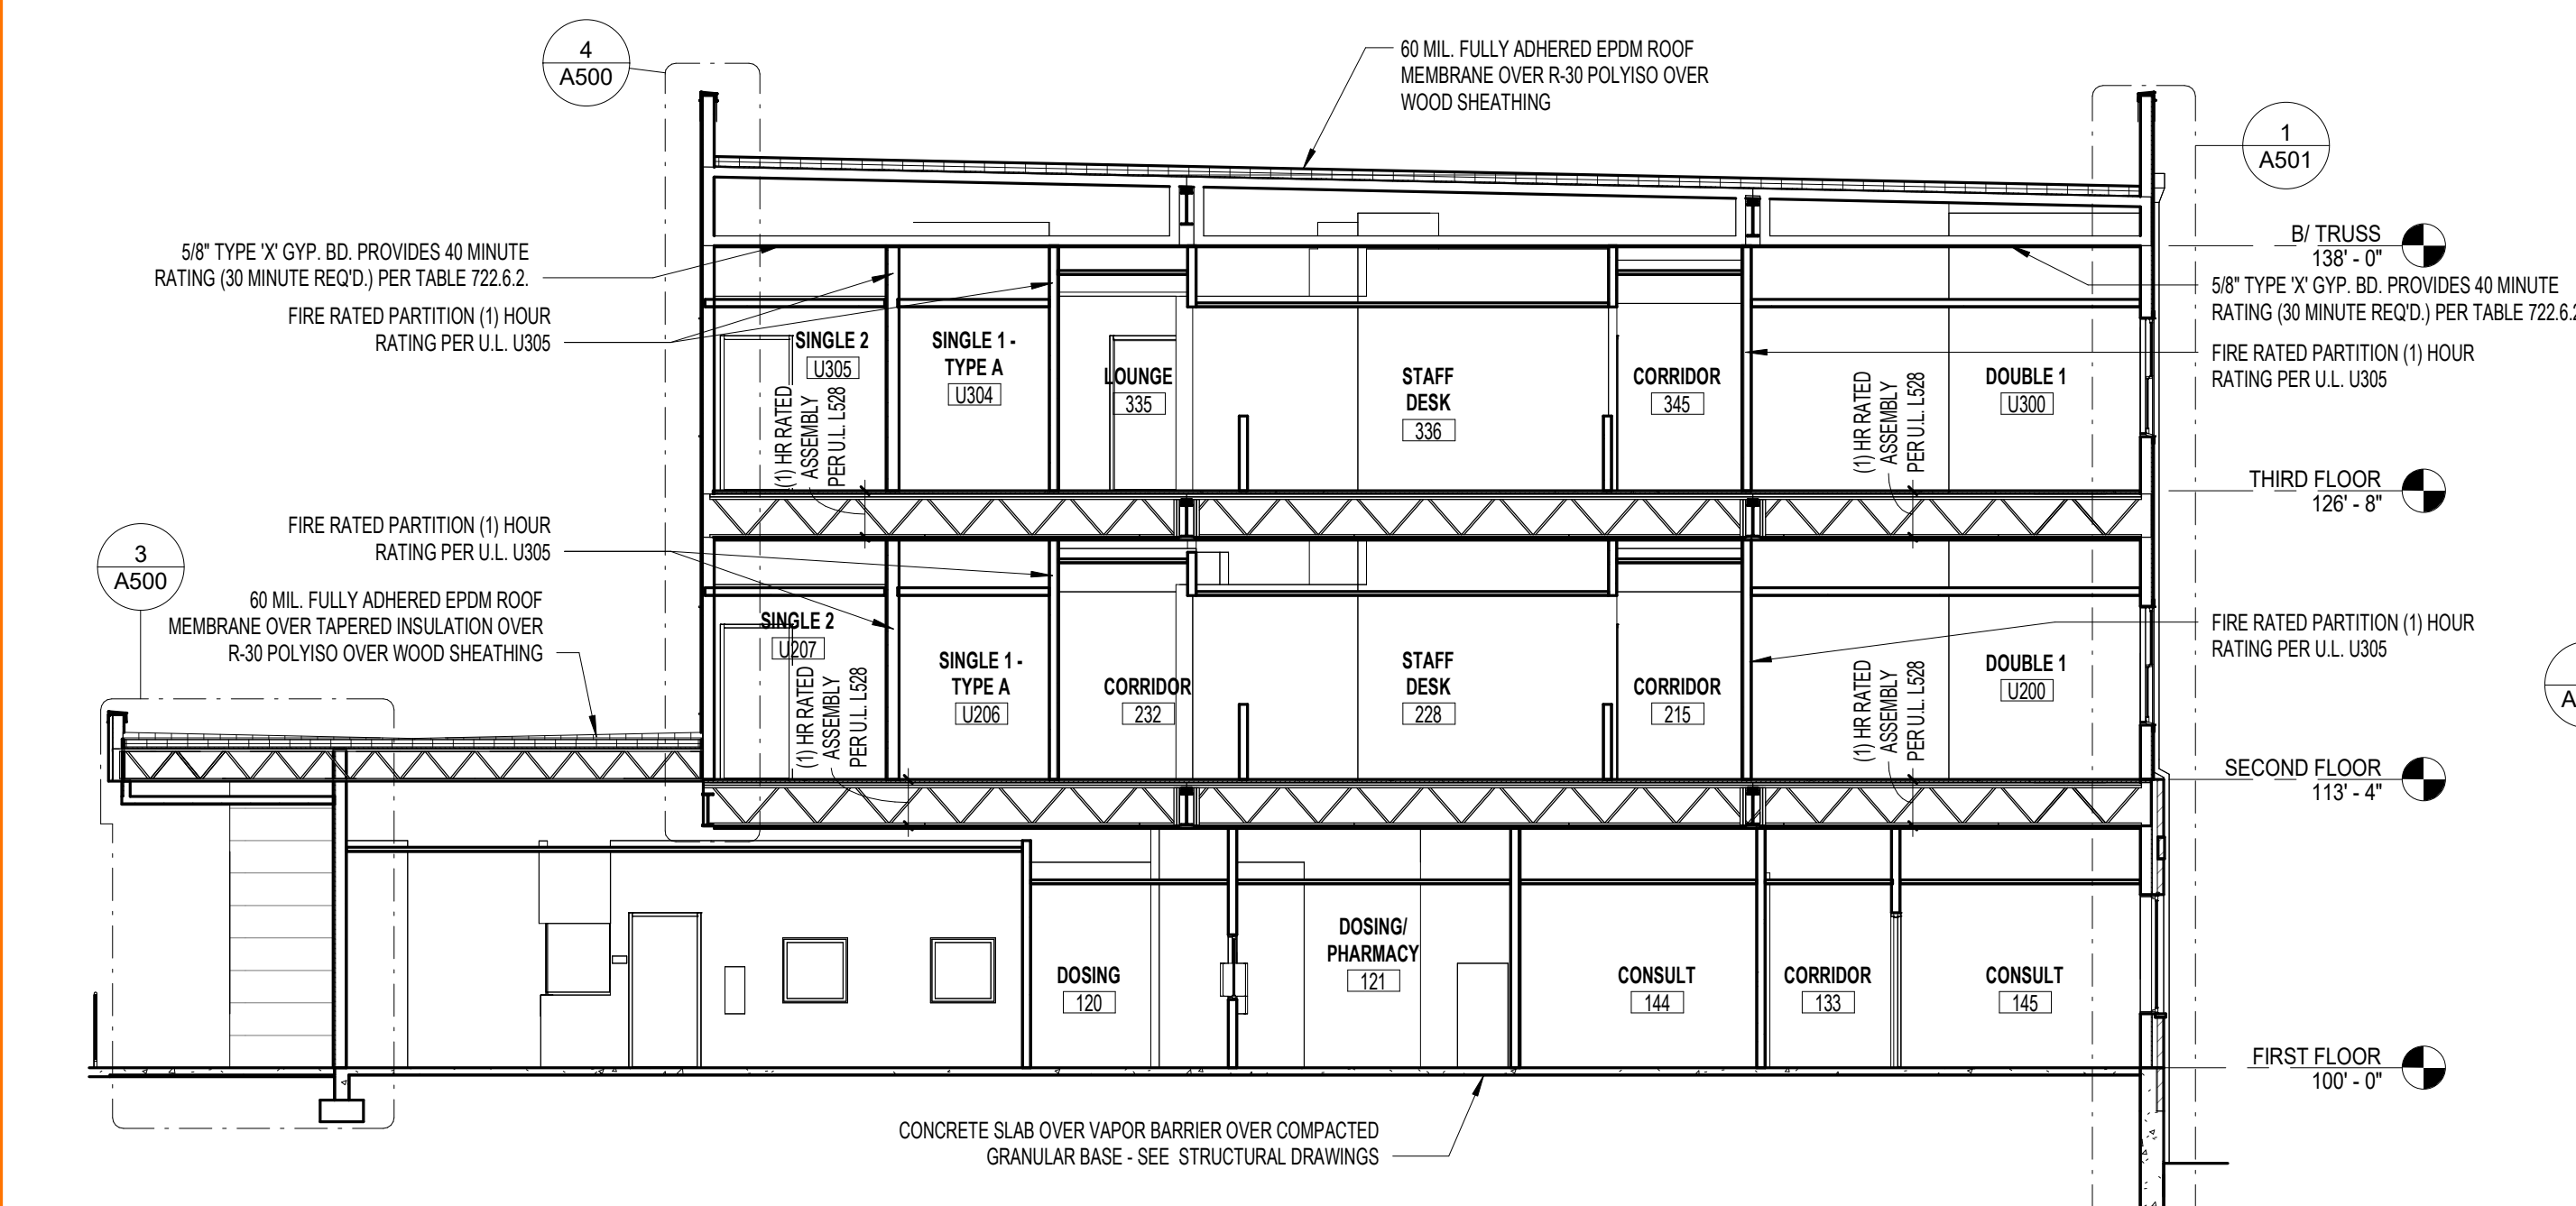 4
A500
60 MIL. FULLY ADHERED EPDM ROOF
MEMBRANE OVER R-30 POLYISO OVER
WOOD SHEATHING
1
A501
5/8" TYPE 'X' GYP. BD. PROVIDES 40 MINUTE
RATING (30 MINUTE REQ'D.) PER TABLE 722.6.2.
FIRE RATED PARTITION (1) HOUR
RATING PER U.L. U305
B/ TRUSS
138' - 0"
5/8" TYPE 'X' GYP. BD. PROVIDES 40 MINUTE
RATING (30 MINUTE REQ'D.) PER TABLE 722.6.2
FIRE RATED PARTITION (1) HOUR
RATING PER U.L. U305
SINGLE 2
U305
(1) HR RATED
ASSEMBLY
PER U.L. L528
SINGLE 1 -
TYPE A
U304
LOUNGE
335
STAFF
DESK
336
CORRIDOR
345
(1) HR RATED
ASSEMBLY
PER U.L. L528
DOUBLE 1
U300
THIRD FLOOR
126' - 8"
FIRE RATED PARTITION (1) HOUR
RATING PER U.L. U305
3
A500
60 MIL. FULLY ADHERED EPDM ROOF
MEMBRANE OVER TAPERED INSULATION OVER
R-30 POLYISO OVER WOOD SHEATHING
SINGLE 2
U207
(1) HR RATED
ASSEMBLY
PER U.L. L528
SINGLE 1 -
TYPE A
U206
CORRIDOR
232
STAFF
DESK
228
CORRIDOR
215
(1) HR RATED
ASSEMBLY
PER U.L. L528
DOUBLE 1
U200
FIRE RATED PARTITION (1) HOUR
RATING PER U.L. U305
A
SECOND FLOOR
113' - 4"
DOSING
120
DOSING/
PHARMACY
121
CONSULT
144
CORRIDOR
133
CONSULT
145
FIRST FLOOR
100' - 0"
CONCRETE SLAB OVER VAPOR BARRIER OVER COMPACTED
GRANULAR BASE - SEE STRUCTURAL DRAWINGS